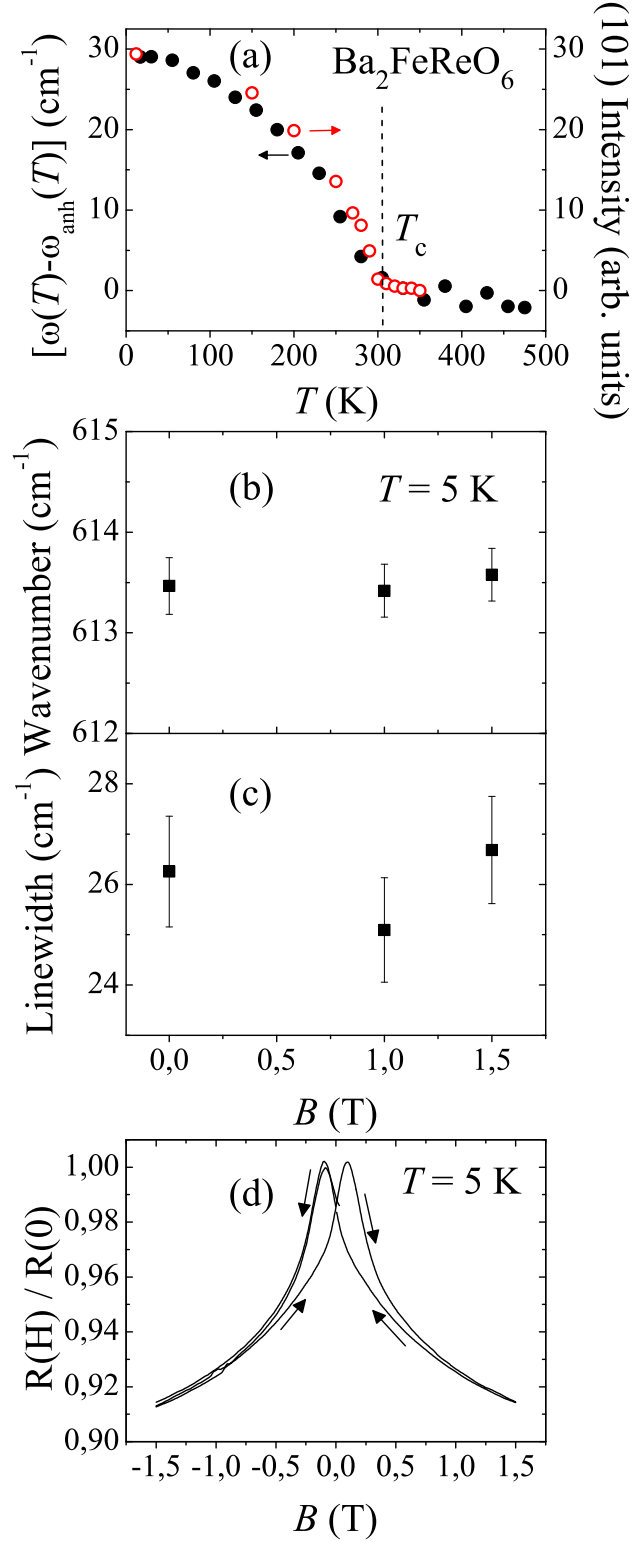 (a) Ba₂FeReO₆
[ω(T)-ω_anh(T)] (cm⁻¹)
30
20
10
0
T_c
(101) Intensity (arb. units)
30
20
10
0
0 100 200 300 400 500
T (K)
(b) T = 5 K
Wavenumber (cm⁻¹)
615
614
613
612
(c)
Linewidth (cm⁻¹)
28
26
24
0,0 0,5 1,0 1,5
B (T)
(d) T = 5 K
R(H) / R(0)
1,00
0,98
0,96
0,94
0,92
0,90
-1,5 -1,0 -0,5 0,0 0,5 1,0 1,5
B (T)